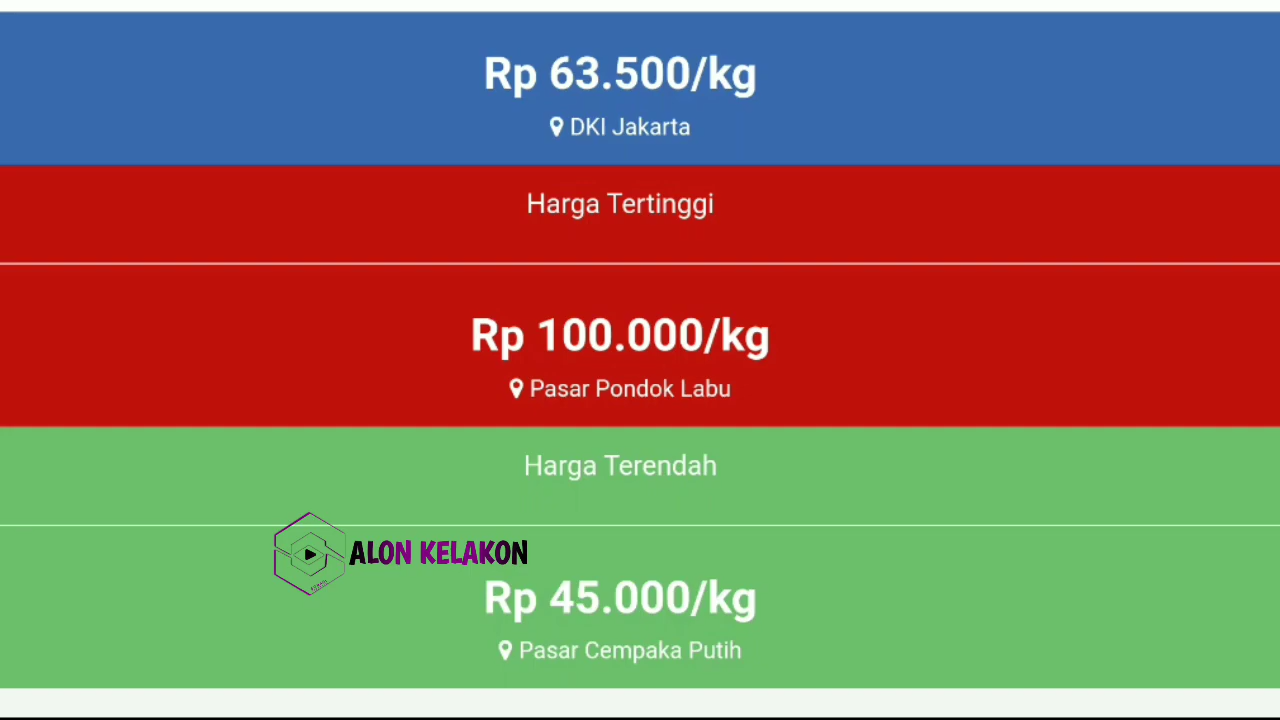 Rp 63.500/kg
DKI Jakarta
Harga Tertinggi
Rp 100.000/kg
Pasar Pondok Labu
Harga Terendah
ALON KELAKON
Rp 45.000/kg
Pasar Cempaka Putih